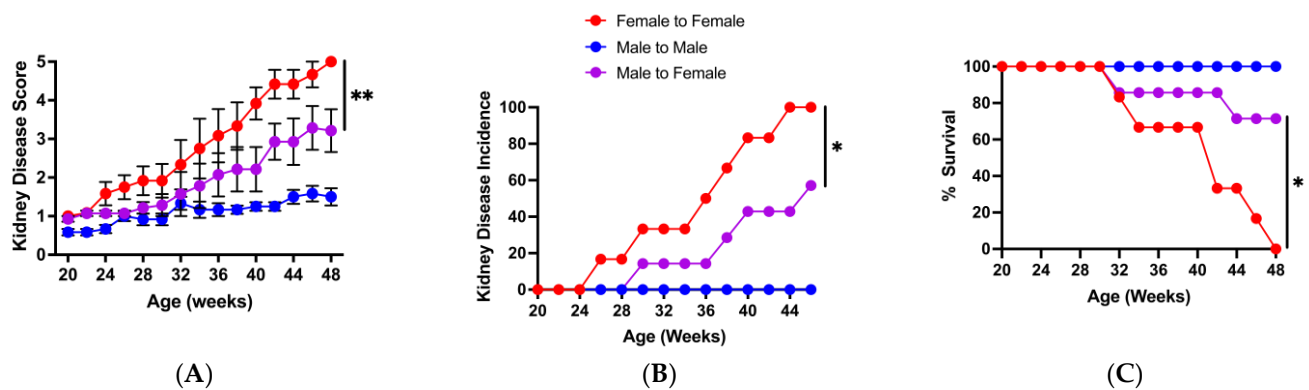 Female to Female
Male to Male
Male to Female
Kidney Disease Score
5
4
3
2
1
0
20 24 28 32 36 40 44 48
Age (weeks)
**
(A)
Kidney Disease Incidence
100
80
60
40
20
0
20 24 28 32 36 40 44
Age (Weeks)
*
(B)
% Survival
100
80
60
40
20
0
20 24 28 32 36 40 44 48
Age (Weeks)
*
(C)